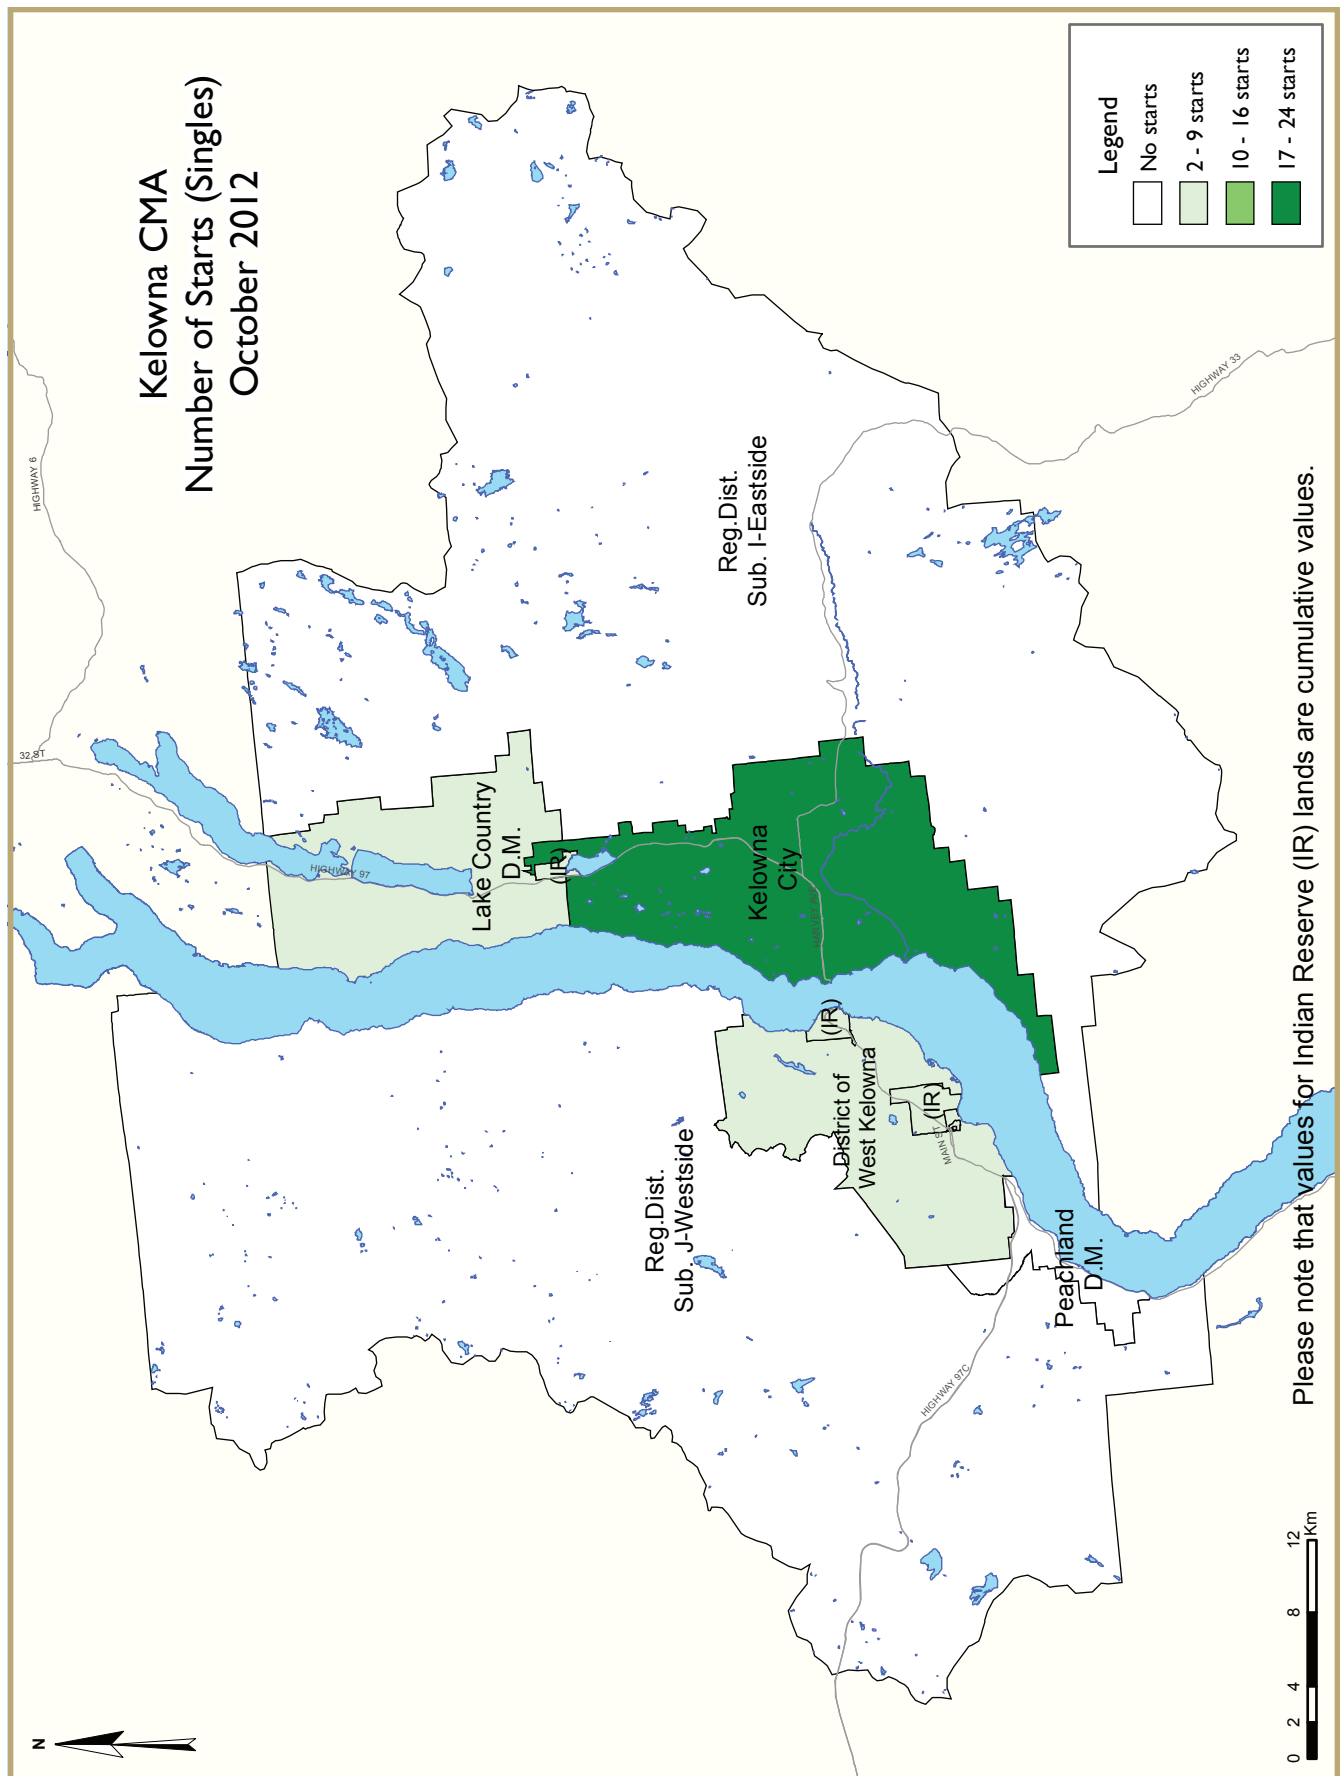 Kelowna CMA
Number of Starts (Singles)
October 2012
N
HIGHWAY 6
32 ST
HIGHWAY 97
Lake Country
D.M.
(IR)
Reg.Dist.
Sub. I-Eastside
HIGHWAY 33
Kelowna
City
(IR)
District of
West Kelowna
(IR)
MAIN ST
Reg.Dist.
Sub. J-Westside
Peachland
D.M.
HIGHWAY 97C
Legend
No starts
2 - 9 starts
10 - 16 starts
17 - 24 starts
0 2 4 8 12
Km
Please note that values for Indian Reserve (IR) lands are cumulative values.